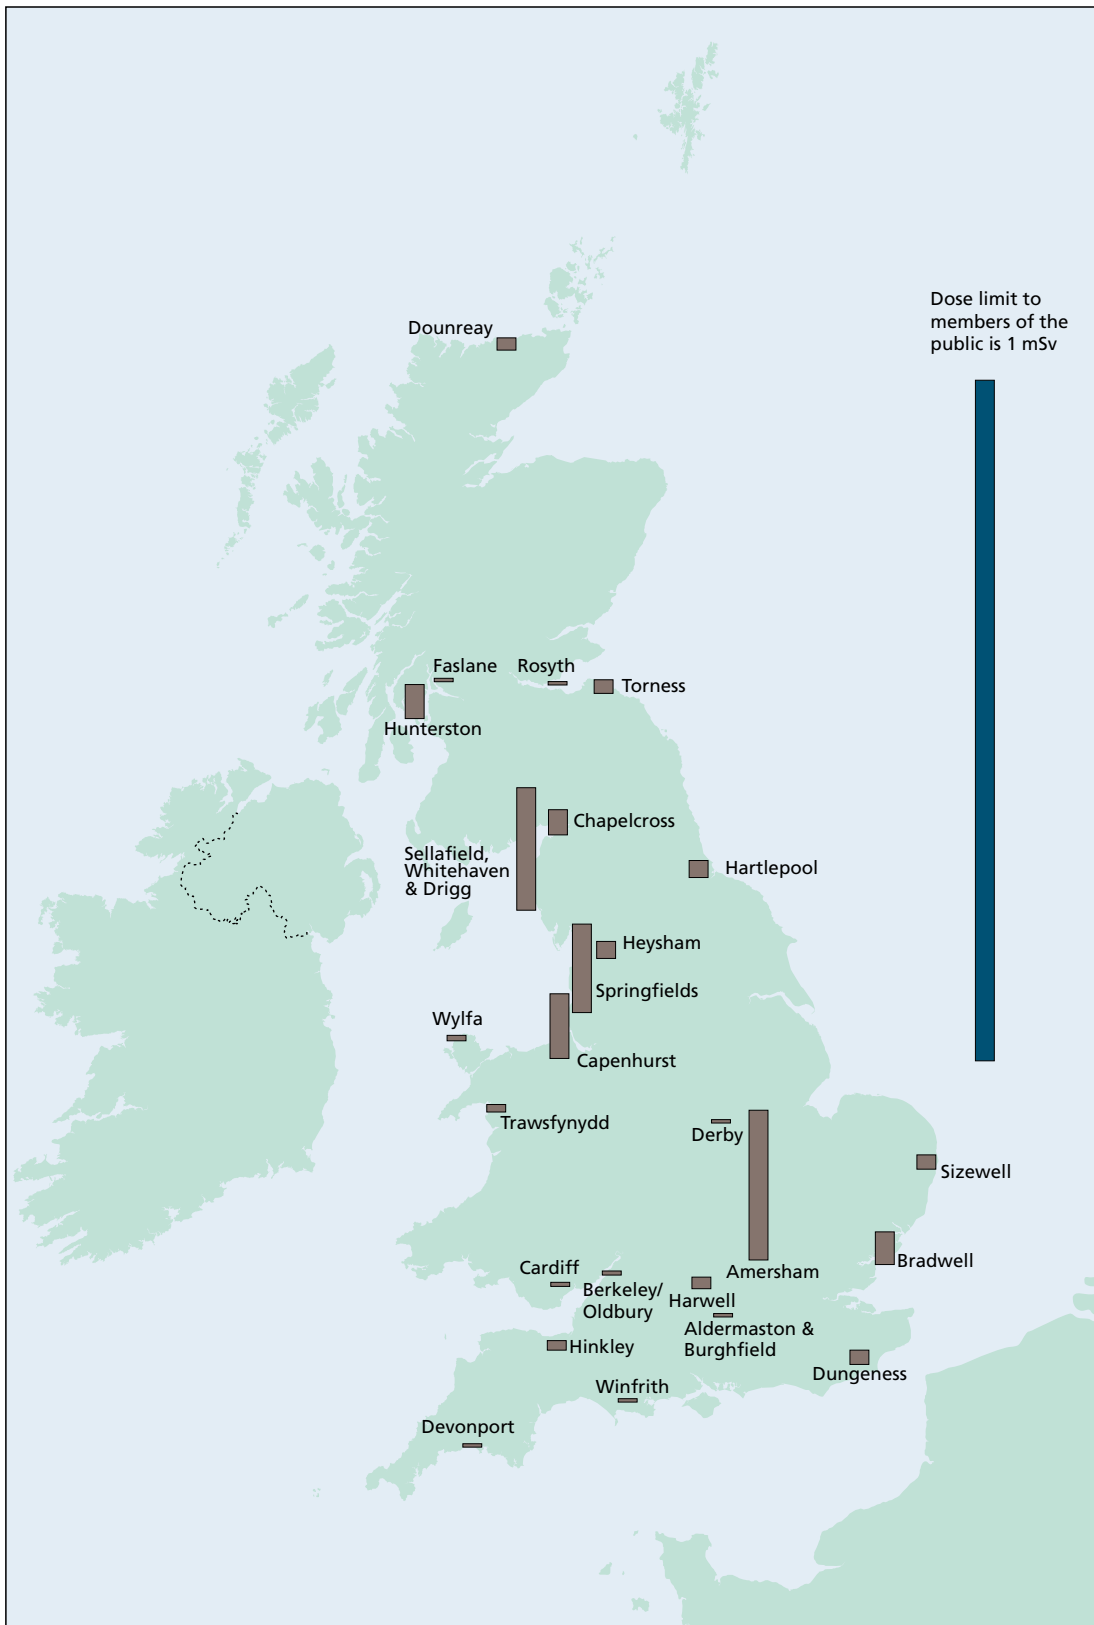 Dose limit to
members of the
public is 1 mSv
Dounreay
Faslane
Rosyth
Torness
Hunterston
Chapelcross
Sellafield,
Whitehaven
& Drigg
Hartlepool
Heysham
Springfields
Wylfa
Capenhurst
Trawsfynydd
Derby
Sizewell
Bradwell
Amersham
Cardiff
Berkeley/
Oldbury
Harwell
Aldermaston &
Burghfield
Hinkley
Dungeness
Winfrith
Devonport